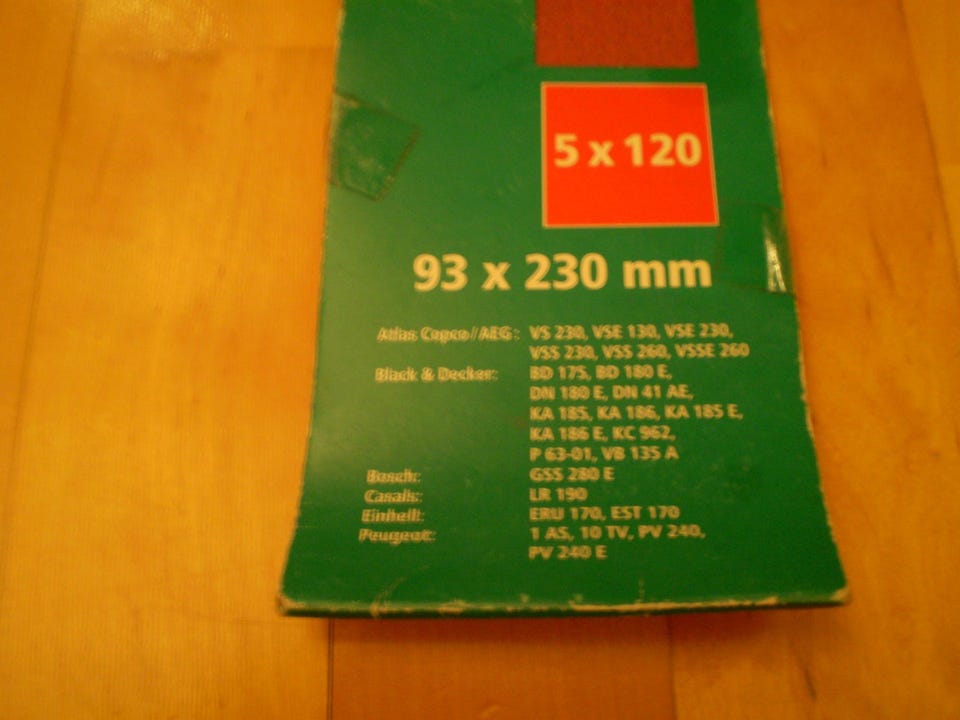 5 x 120
93 x 230 mm
Atlas Copco / AEG: VS 230, VSE 130, VSE 230,
VSS 230, VSS 260, VSSE 260
Black & Decker: BD 175, BD 180 E,
DN 180 E, DN 41 AE,
KA 185, KA 186, KA 185 E,
KA 186 E, KC 962,
P 63-01, VB 135 A
Bosch: GSS 280 E
Casals: LR 190
Einhell: ERU 170, EST 170
Peugeot: 1 AS, 10 TV, PV 240,
PV 240 E